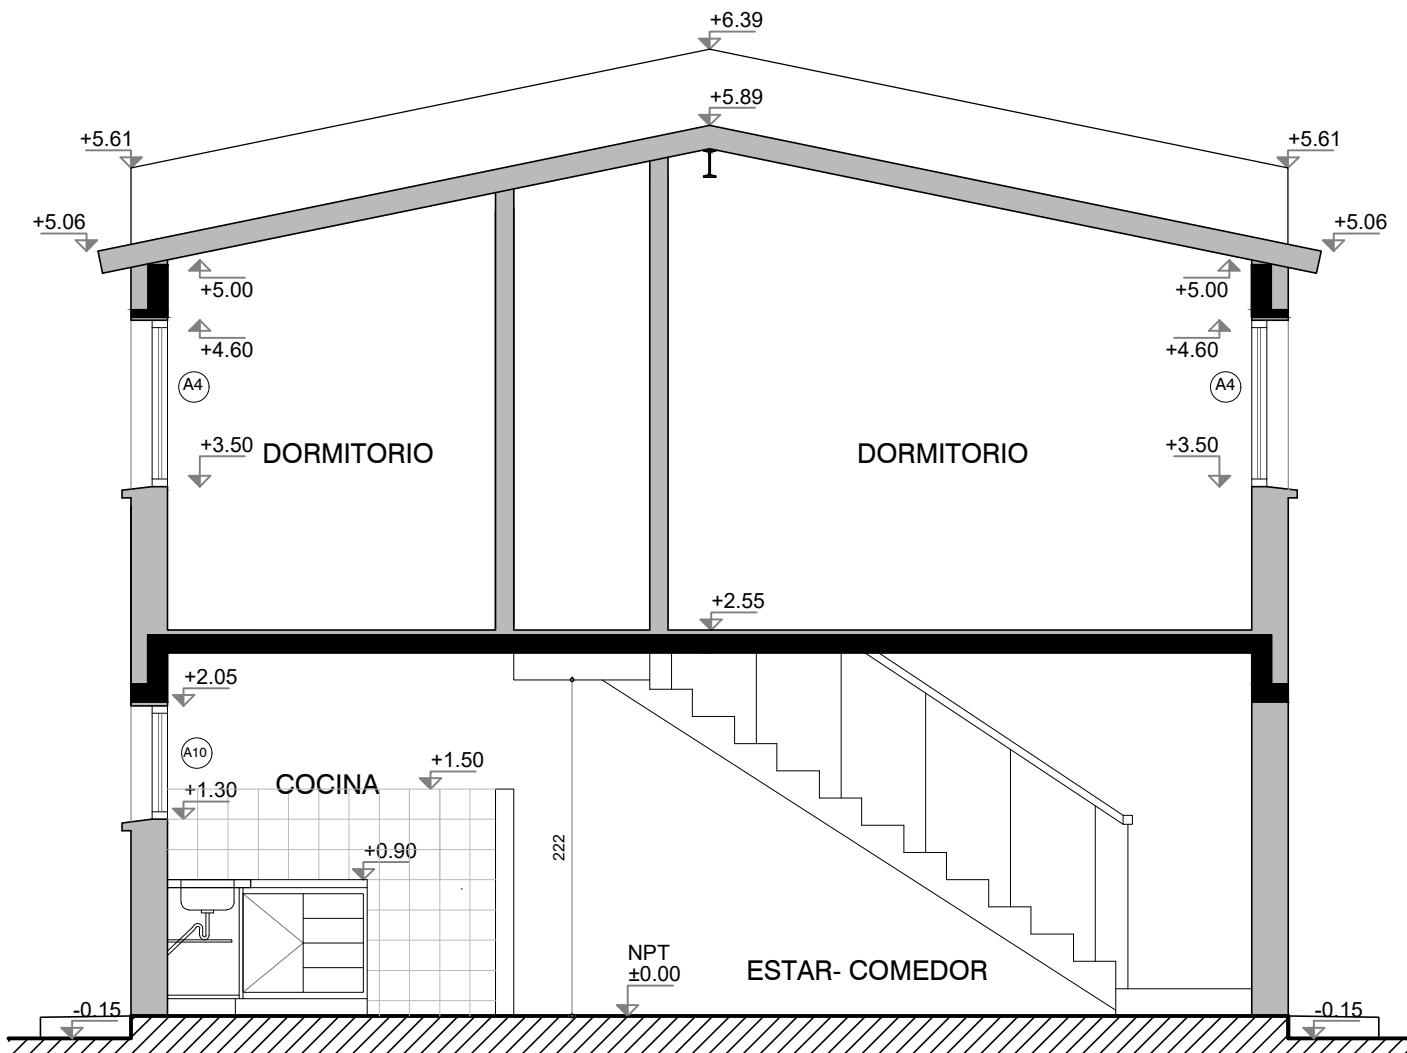 +6.39
+5.89
+5.61
+5.61
+5.06
+5.06
+5.00
+5.00
+4.60
+4.60
A4
A4
+3.50
DORMITORIO
DORMITORIO
+3.50
+2.55
+2.05
A10
+1.50
COCINA
+1.30
222
+0.90
NPT
±0.00
ESTAR- COMEDOR
-0.15
-0.15